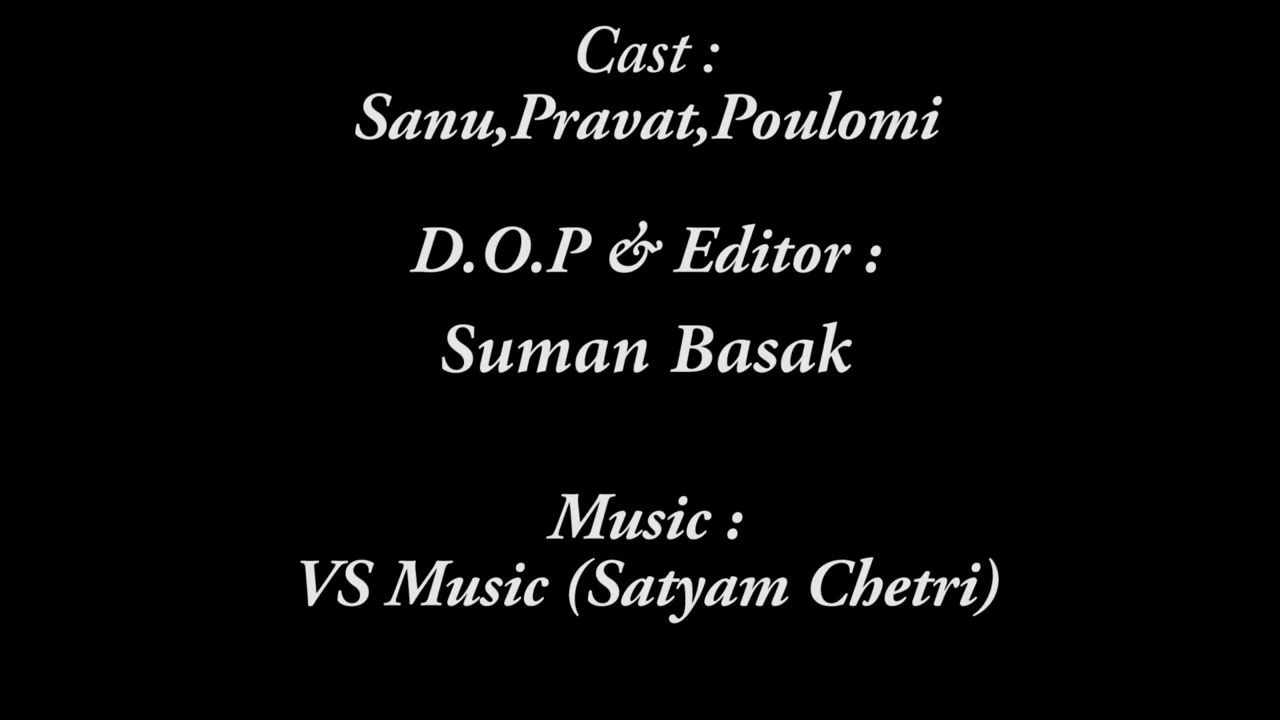 Cast :
Sanu,Pravat,Poulomi
D.O.P & Editor :
Suman Basak
Music :
VS Music (Satyam Chetri)